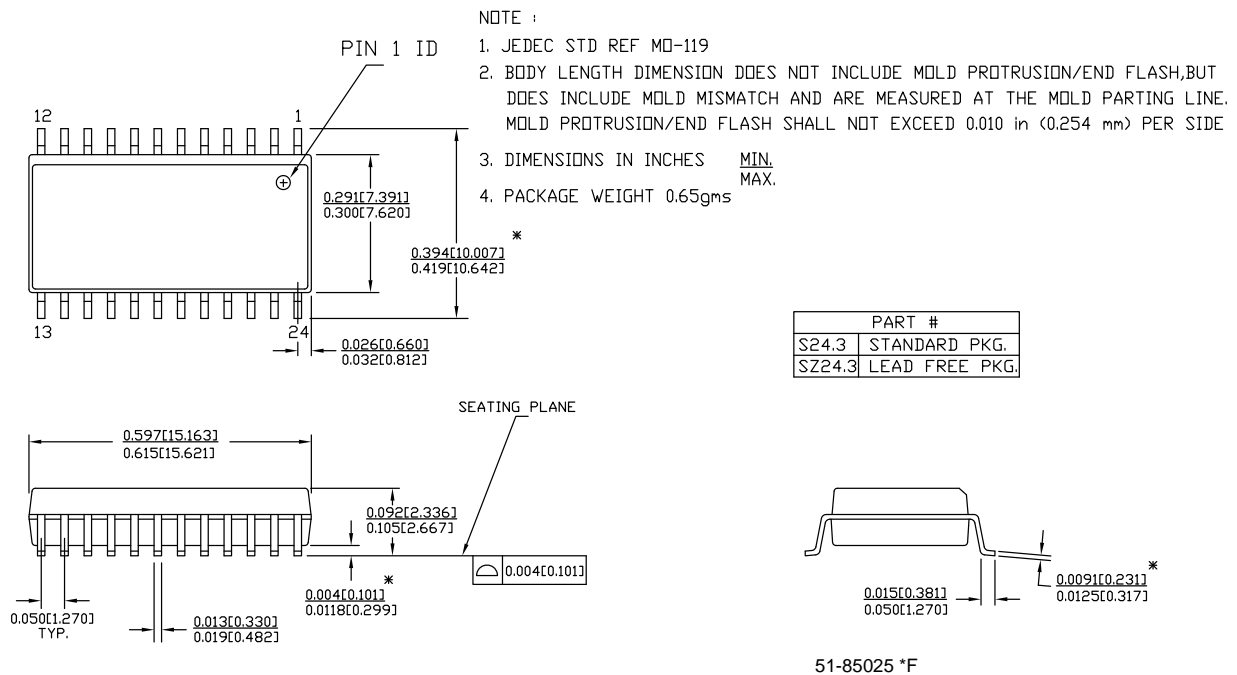 NOTE :
1. JEDEC STD REF MO-119
2. BODY LENGTH DIMENSION DOES NOT INCLUDE MOLD PROTRUSION/END FLASH,BUT
DOES INCLUDE MOLD MISMATCH AND ARE MEASURED AT THE MOLD PARTING LINE.
MOLD PROTRUSION/END FLASH SHALL NOT EXCEED 0.010 in (0.254 mm) PER SIDE
3. DIMENSIONS IN INCHES MIN.
MAX.
4. PACKAGE WEIGHT 0.65gms
PIN 1 ID
12 1
0.291[7.391]
0.300[7.620]
*
0.394[10.007]
0.419[10.642]
13 24
0.026[0.660]
0.032[0.812]
PART #
S24.3 STANDARD PKG.
SZ24.3 LEAD FREE PKG.
SEATING PLANE
0.597[15.163]
0.615[15.621]
0.092[2.336]
0.105[2.667]
0.004[0.101]
*
0.004[0.101]
0.0118[0.299]
0.050[1.270]
TYP.
0.013[0.330]
0.019[0.482]
0.015[0.381]
0.050[1.270]
*
0.0091[0.231]
0.0125[0.317]
51-85025 *F